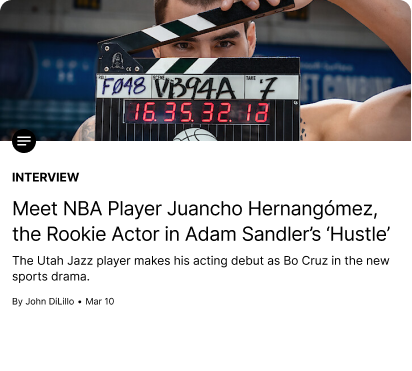 SCENE
TAKE
F048
VB94A
7
16.35.32.18
INTERVIEW
Meet NBA Player Juancho Hernangómez,
the Rookie Actor in Adam Sandler’s ‘Hustle’
The Utah Jazz player makes his acting debut as Bo Cruz in the new
sports drama.
By John DiLillo • Mar 10